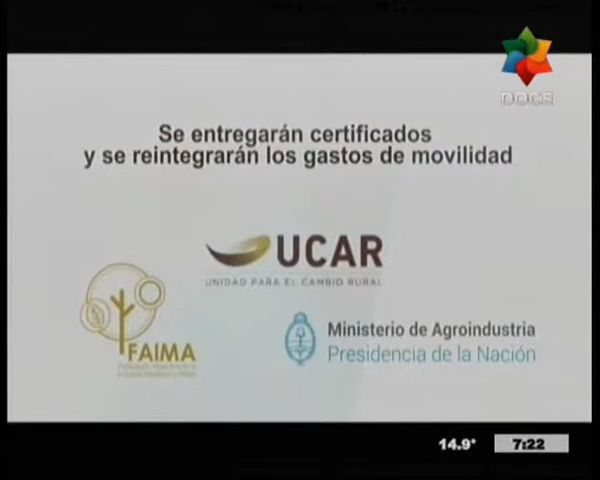 DOCE
Se entregarán certificados
y se reintegrarán los gastos de movilidad
UCAR
UNIDAD PARA EL CAMBIO RURAL
FAIMA
Ministerio de Agroindustria
Presidencia de la Nación
14.9°
7:22